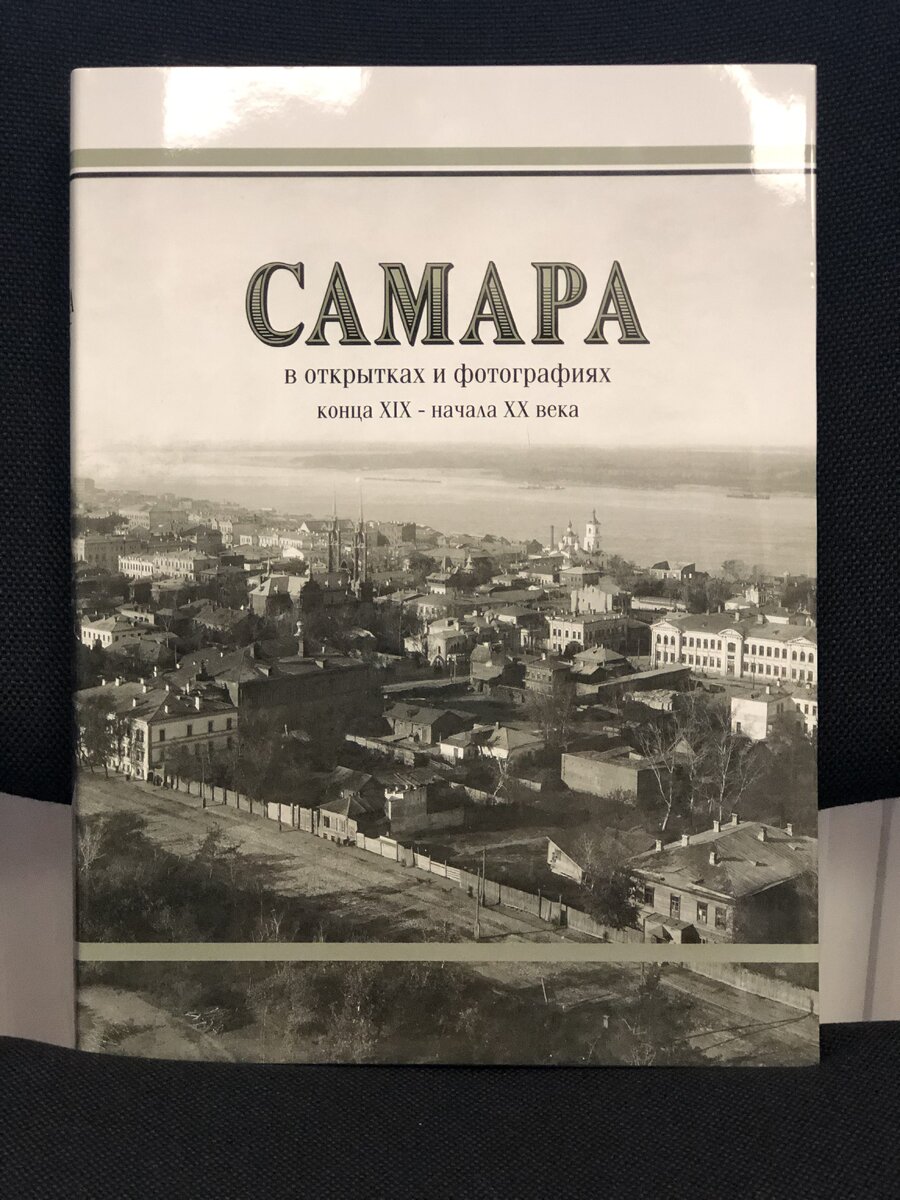 САМАРА
в открытках и фотографиях
конца XIX - начала XX века